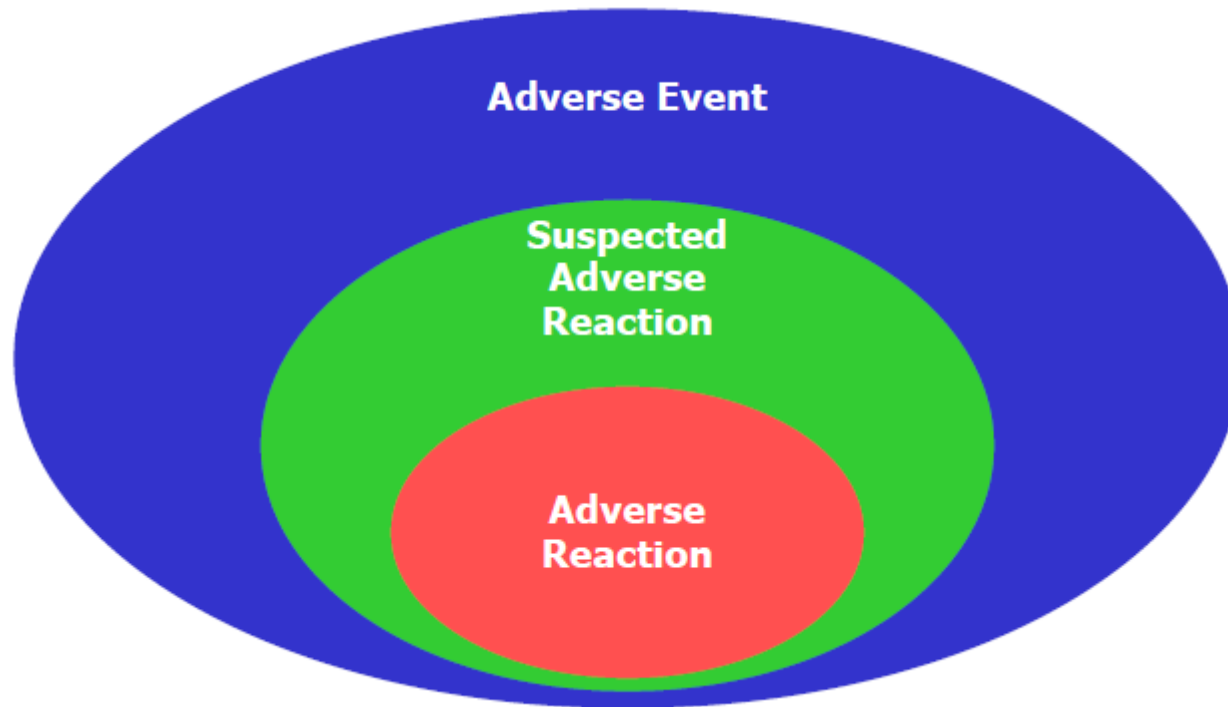 Adverse Event
Suspected
Adverse
Reaction
Adverse
Reaction